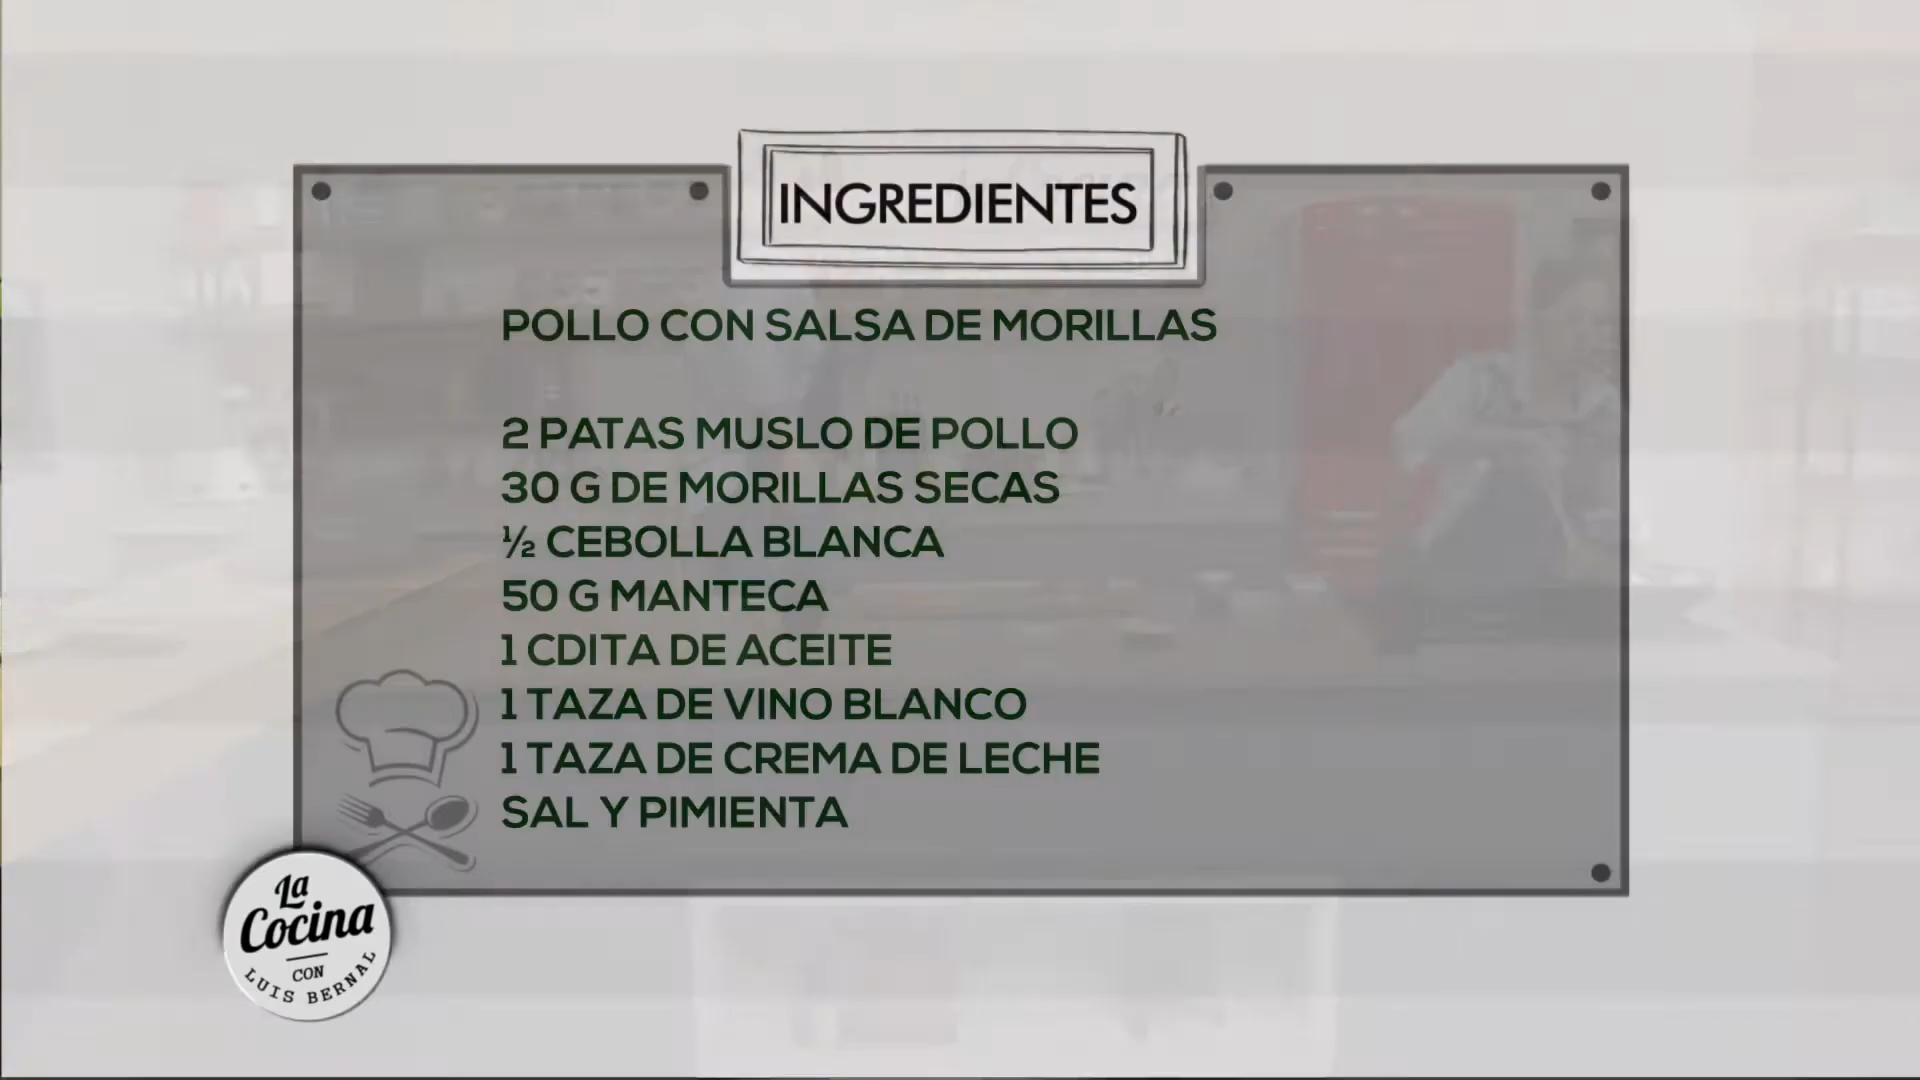 INGREDIENTES
POLLO CON SALSA DE MORILLAS
2 PATAS MUSLO DE POLLO
30 G DE MORILLAS SECAS
½ CEBOLLA BLANCA
50 G MANTECA
1 CDITA DE ACEITE
1 TAZA DE VINO BLANCO
1 TAZA DE CREMA DE LECHE
SAL Y PIMIENTA
La
Cocina
CON
LUIS BERNAL